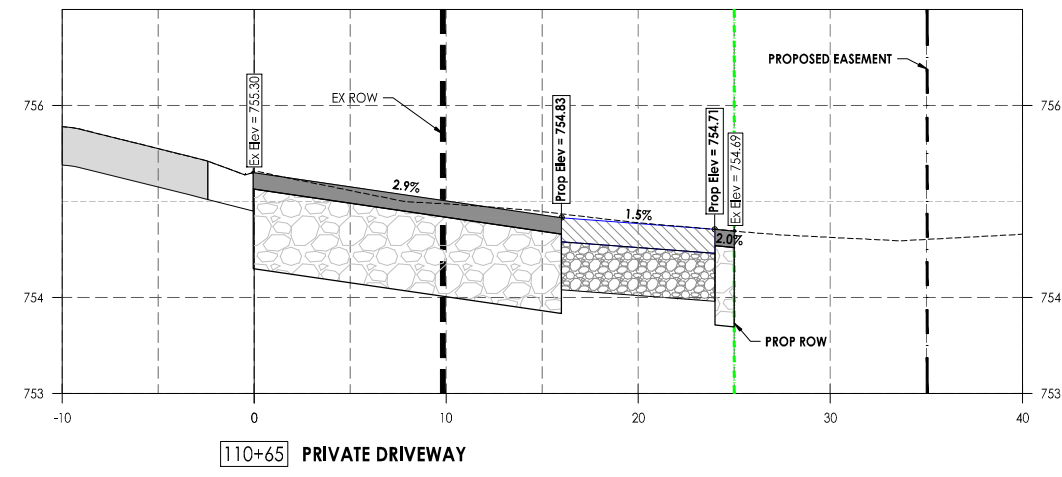 PROPOSED EASEMENT
756
756
EX ROW
Ex Elev = 755.30
Prop Elev = 754.83
Prop Elev = 754.71
Ex Elev = 754.69
2.9%
1.5%
2.0%
754
754
PROP ROW
753
753
-10
0
10
20
30
40
110+65 PRIVATE DRIVEWAY